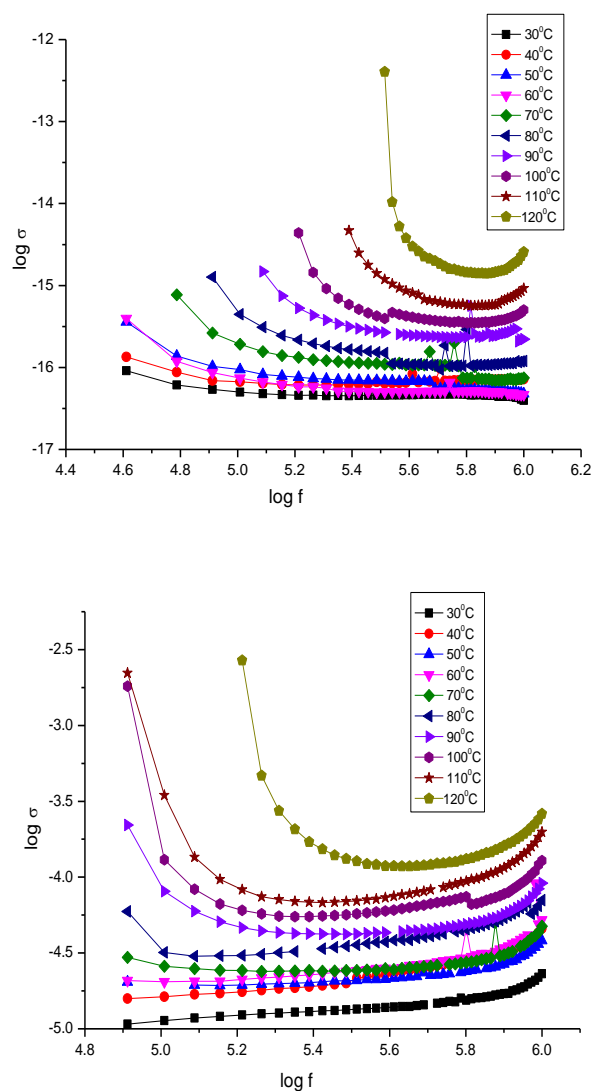 -12
-13
-14
-15
-16
-17
log σ
4.4 4.6 4.8 5.0 5.2 5.4 5.6 5.8 6.0 6.2
log f
30⁰C
40⁰C
50⁰C
60⁰C
70⁰C
80⁰C
90⁰C
100⁰C
110⁰C
120⁰C
-2.5
-3.0
-3.5
-4.0
-4.5
-5.0
log σ
4.8 5.0 5.2 5.4 5.6 5.8 6.0
log f
30⁰C
40⁰C
50⁰C
60⁰C
70⁰C
80⁰C
90⁰C
100⁰C
110⁰C
120⁰C